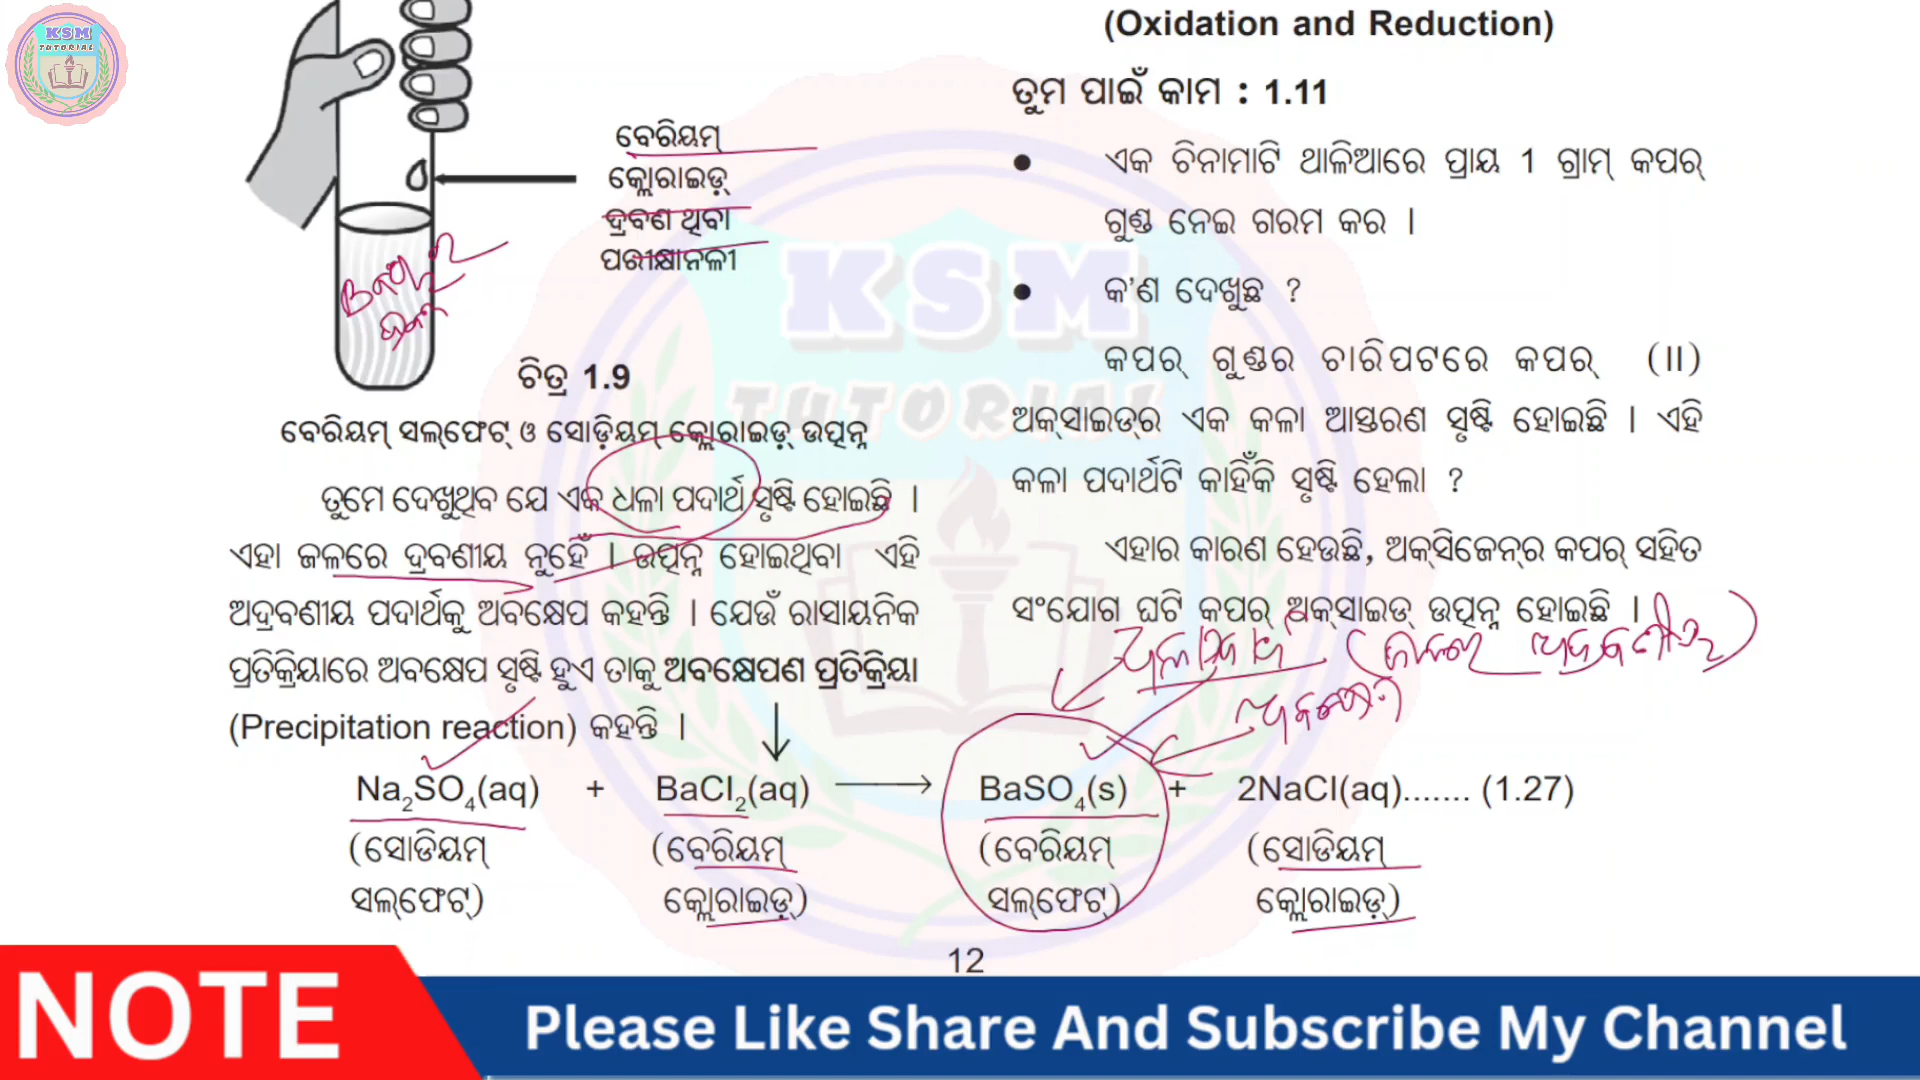 KSM
TUTORIAL
ବେରିୟମ୍
କ୍ଲୋରାଇଡ୍
ଦ୍ରବଣ ଥିବା
ପରୀକ୍ଷାନଳୀ
BaCl2
ଚିତ୍ର 1.9
ବେରିୟମ୍ ସଲ୍‌ଫେଟ୍ ଓ ସୋଡ଼ିୟମ୍ କ୍ଲୋରାଇଡ୍ ଉତ୍ପନ୍ନ
ତୁମେ ଦେଖୁଥିବ ଯେ ଏକ ଧଳା ପଦାର୍ଥ ସୃଷ୍ଟି ହୋଇଛି ।
ଏହା ଜଳରେ ଦ୍ରବଣୀୟ ନୁହେଁ । ଉତ୍ପନ୍ନ ହୋଇଥିବା ଏହି
ଅଦ୍ରବଣୀୟ ପଦାର୍ଥକୁ ଅବକ୍ଷେପ କହନ୍ତି । ଯେଉଁ ରାସାୟନିକ
ପ୍ରତିକ୍ରିୟାରେ ଅବକ୍ଷେପ ସୃଷ୍ଟି ହୁଏ ତାକୁ ଅବକ୍ଷେପଣ ପ୍ରତିକ୍ରିୟା
(Precipitation reaction) କହନ୍ତି ।
(Oxidation and Reduction)
ତୁମ ପାଇଁ କାମ : 1.11
● ଏକ ଚିନାମାଟି ଥାଳିଆରେ ପ୍ରାୟ 1 ଗ୍ରାମ୍ କପର୍
ଗୁଣ୍ଡ ନେଇ ଗରମ କର ।
● କ'ଣ ଦେଖୁଛ ?
କପର୍ ଗୁଣ୍ଡର ଚାରିପଟରେ କପର୍ (II)
ଅକ୍‌ସାଇଡ୍‌ର ଏକ କଳା ଆସ୍ତରଣ ସୃଷ୍ଟି ହୋଇଛି । ଏହି
କଳା ପଦାର୍ଥଟି କାହିଁକି ସୃଷ୍ଟି ହେଲା ?
ଏହାର କାରଣ ହେଉଛି, ଅକ୍‌ସିଜେନ୍‌ର କପର୍ ସହିତ
ସଂଯୋଗ ଘଟି କପର୍ ଅକ୍‌ସାଇଡ୍ ଉତ୍ପନ୍ନ ହୋଇଛି ।
Na2SO4(aq) + BaCl2(aq) ⟶ BaSO4(s) + 2NaCl(aq)....... (1.27)
(ସୋଡିୟମ୍ (ବେରିୟମ୍ (ବେରିୟମ୍ (ସୋଡିୟମ୍
ସଲ୍‌ଫେଟ୍) କ୍ଲୋରାଇଡ୍) ସଲ୍‌ଫେଟ୍) କ୍ଲୋରାଇଡ୍)
12
KSM
TUTORIAL
NOTE
Please Like Share And Subscribe My Channel